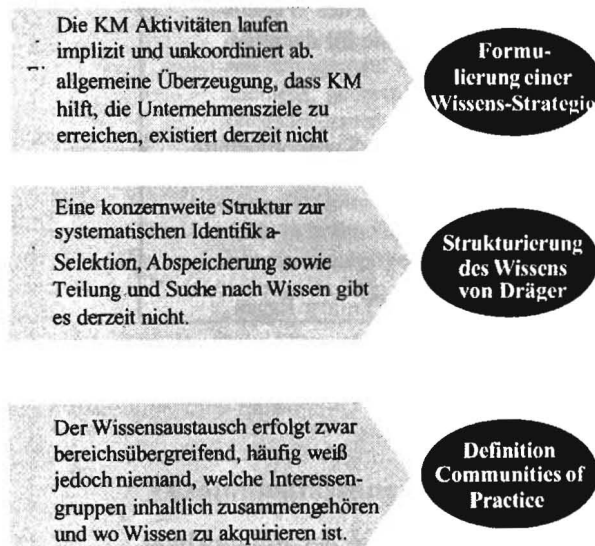 Die KM Aktivitäten laufen
implizit und unkoordiniert ab.
allgemeine Überzeugung, dass KM
hilft, die Unternehmensziele zu
erreichen, existiert derzeit nicht
Formu-
lierung einer
Wissens-Strategie
Eine konzernweite Struktur zur
systematischen Identifik a-
Selektion, Abspeicherung sowie
Teilung und Suche nach Wissen gibt
es derzeit nicht.
Strukturierung
des Wissens
von Dräger
Der Wissensaustausch erfolgt zwar
bereichsübergreifend, häufig weiß
jedoch niemand, welche Interessen-
gruppen inhaltlich zusammengehören
und wo Wissen zu akquirieren ist.
Definition
Communities of
Practice